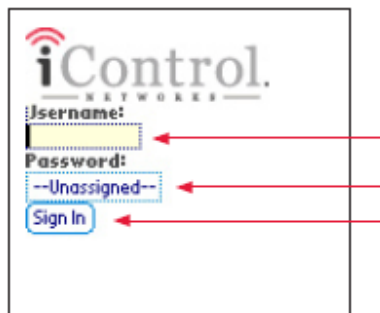 iControl.
NETWORKS
Username:
Password:
--Unassigned--
Sign In